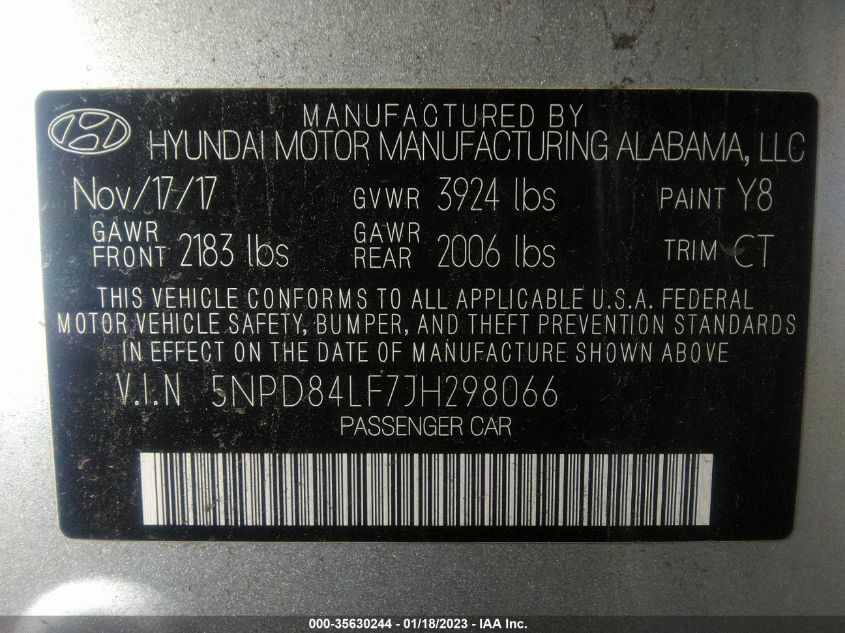 MANUFACTURED BY
HYUNDAI MOTOR MANUFACTURING ALABAMA, LLC
Nov/17/17 GVWR 3924 lbs PAINT Y8
GAWR FRONT 2183 lbs GAWR REAR 2006 lbs TRIM CT
THIS VEHICLE CONFORMS TO ALL APPLICABLE U.S.A. FEDERAL
MOTOR VEHICLE SAFETY, BUMPER, AND THEFT PREVENTION STANDARDS
IN EFFECT ON THE DATE OF MANUFACTURE SHOWN ABOVE.
V.I.N 5NPD84LF7JH298066
PASSENGER CAR
000-35630244 - 01/18/2023 - IAA Inc.